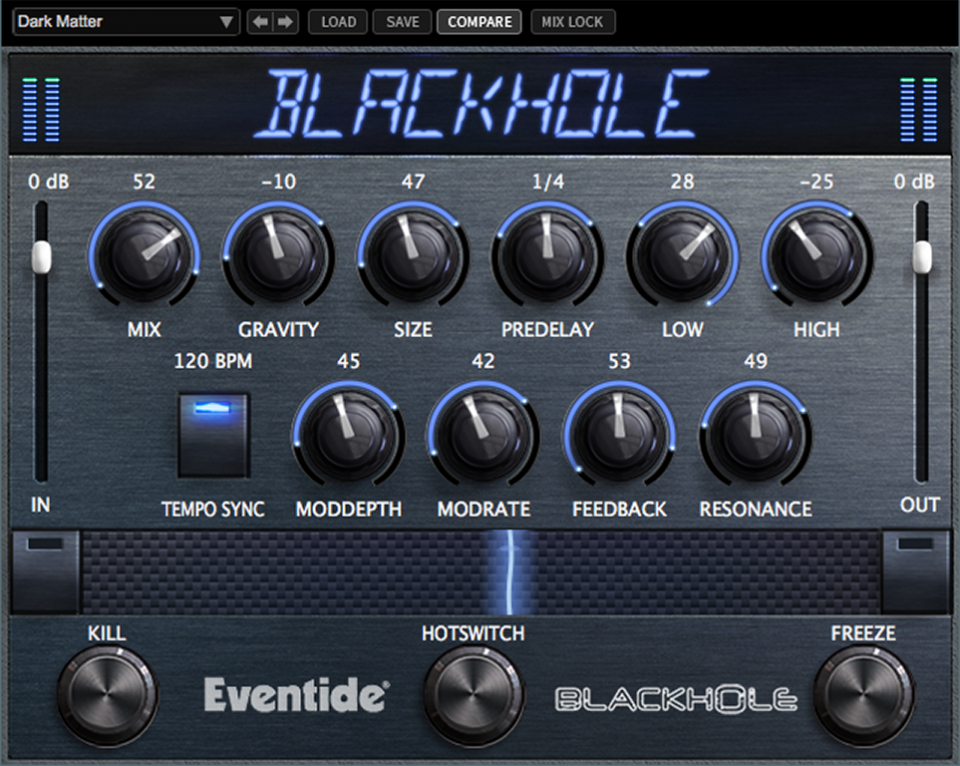 Dark Matter LOAD SAVE COMPARE MIX LOCK
BLACKHOLE
0 dB 52 -10 47 1/4 28 -25 0 dB
MIX GRAVITY SIZE PREDELAY LOW HIGH
120 BPM 45 42 53 49
IN OUT
TEMPO SYNC MODDEPTH MODRATE FEEDBACK RESONANCE
KILL HOTSWITCH FREEZE
Eventide® BLACKHOLE